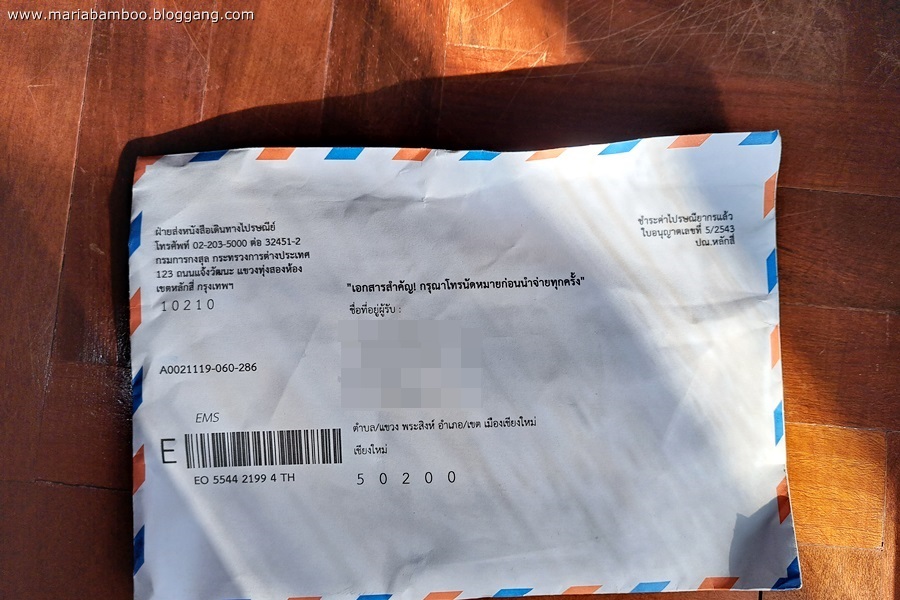 www.mariabamboo.bloggang.com
ฝ่ายส่งหนังสือเดินทางไปรษณีย์
โทรศัพท์ 02-203-5000 ต่อ 32451-2
กรมการกงสุล กระทรวงการต่างประเทศ
123 ถนนแจ้งวัฒนะ แขวงทุ่งสองห้อง
เขตหลักสี่ กรุงเทพฯ
10210
ชำระค่าไปรษณียากรแล้ว
ใบอนุญาตเลขที่ 5/2543
ปณ.หลักสี่
"เอกสารสำคัญ! กรุณาโทรนัดหมายก่อนนำจ่ายทุกครั้ง"
ชื่อที่อยู่ผู้รับ :
A0021119-060-286
EMS
E
EO 5544 2199 4 TH
ตำบล/แขวง พระสิงห์ อำเภอ/เขต เมืองเชียงใหม่
เชียงใหม่
5 0 2 0 0